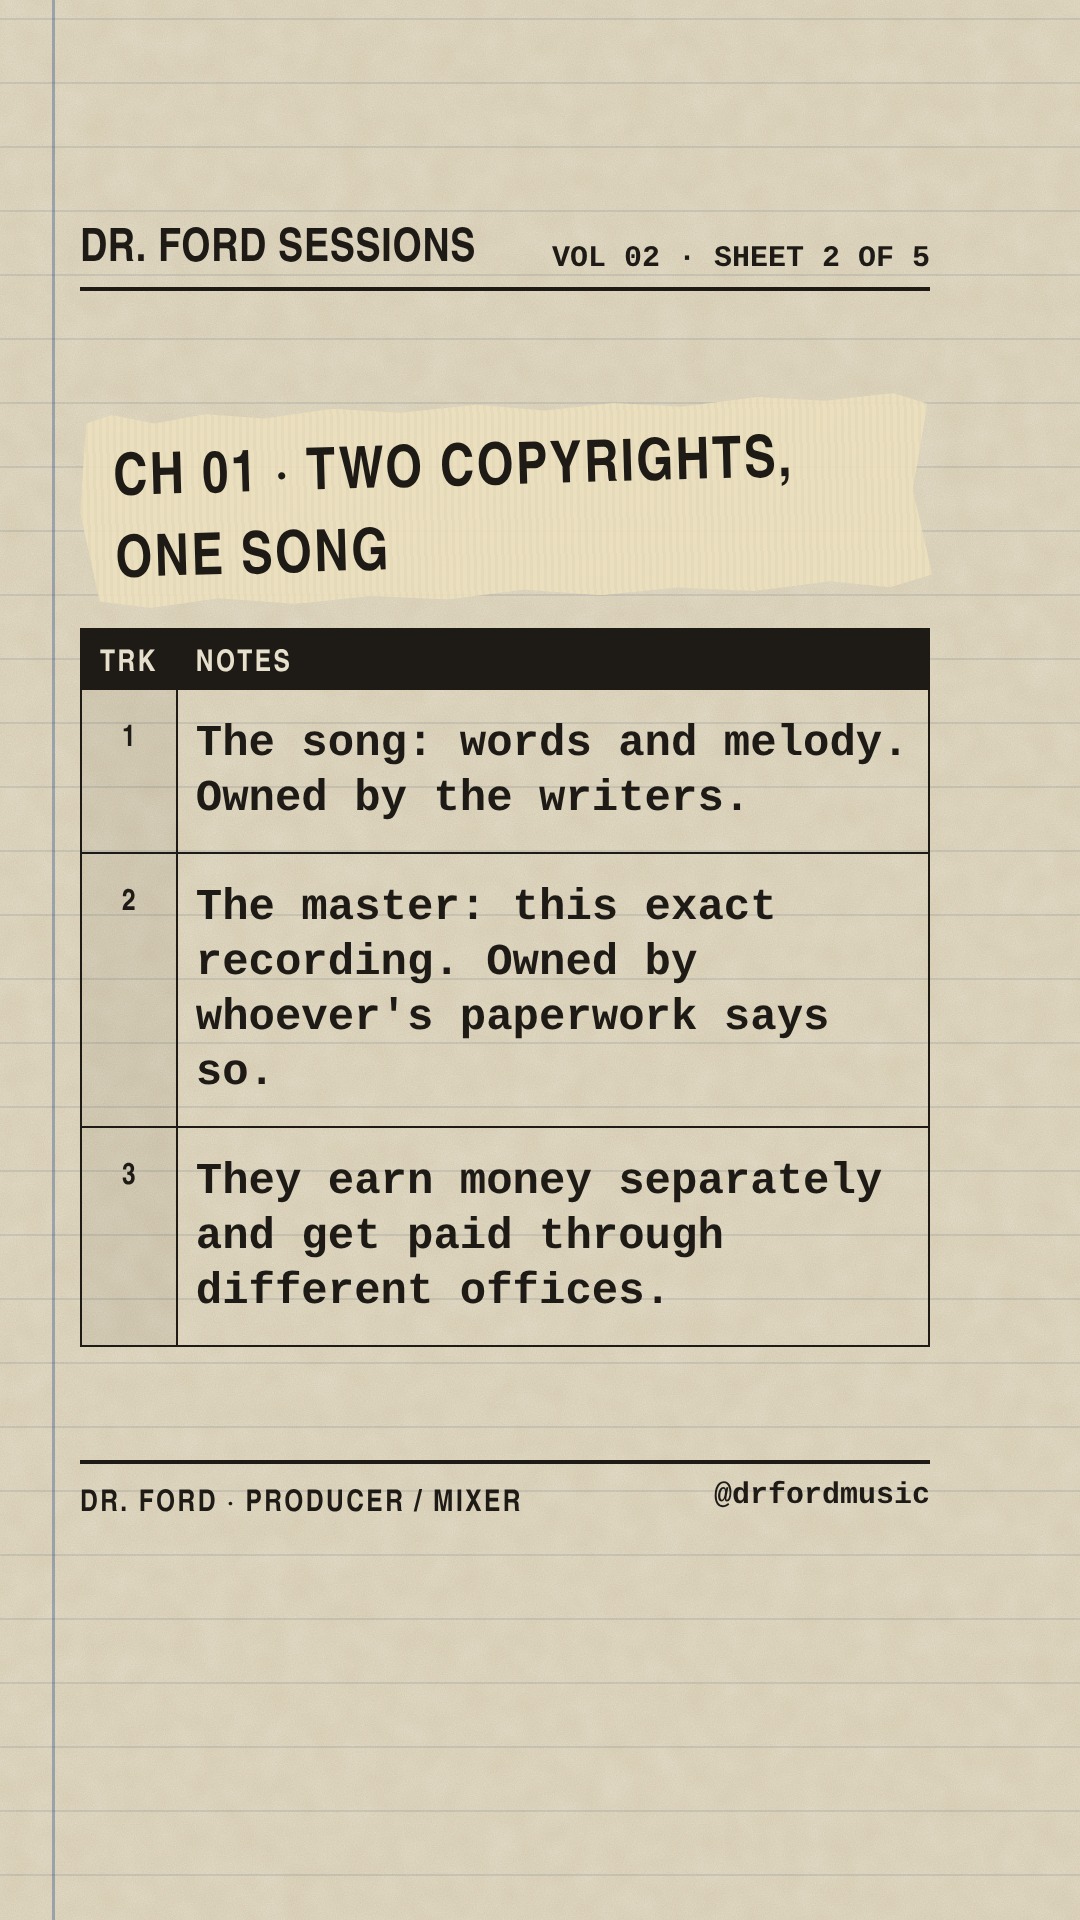 DR. FORD SESSIONS
VOL 02 · SHEET 2 OF 5
CH 01 · TWO COPYRIGHTS,
ONE SONG
TRK NOTES
1 The song: words and melody.
Owned by the writers.
2 The master: this exact
recording. Owned by
whoever's paperwork says
so.
3 They earn money separately
and get paid through
different offices.
DR. FORD · PRODUCER / MIXER
@drfordmusic